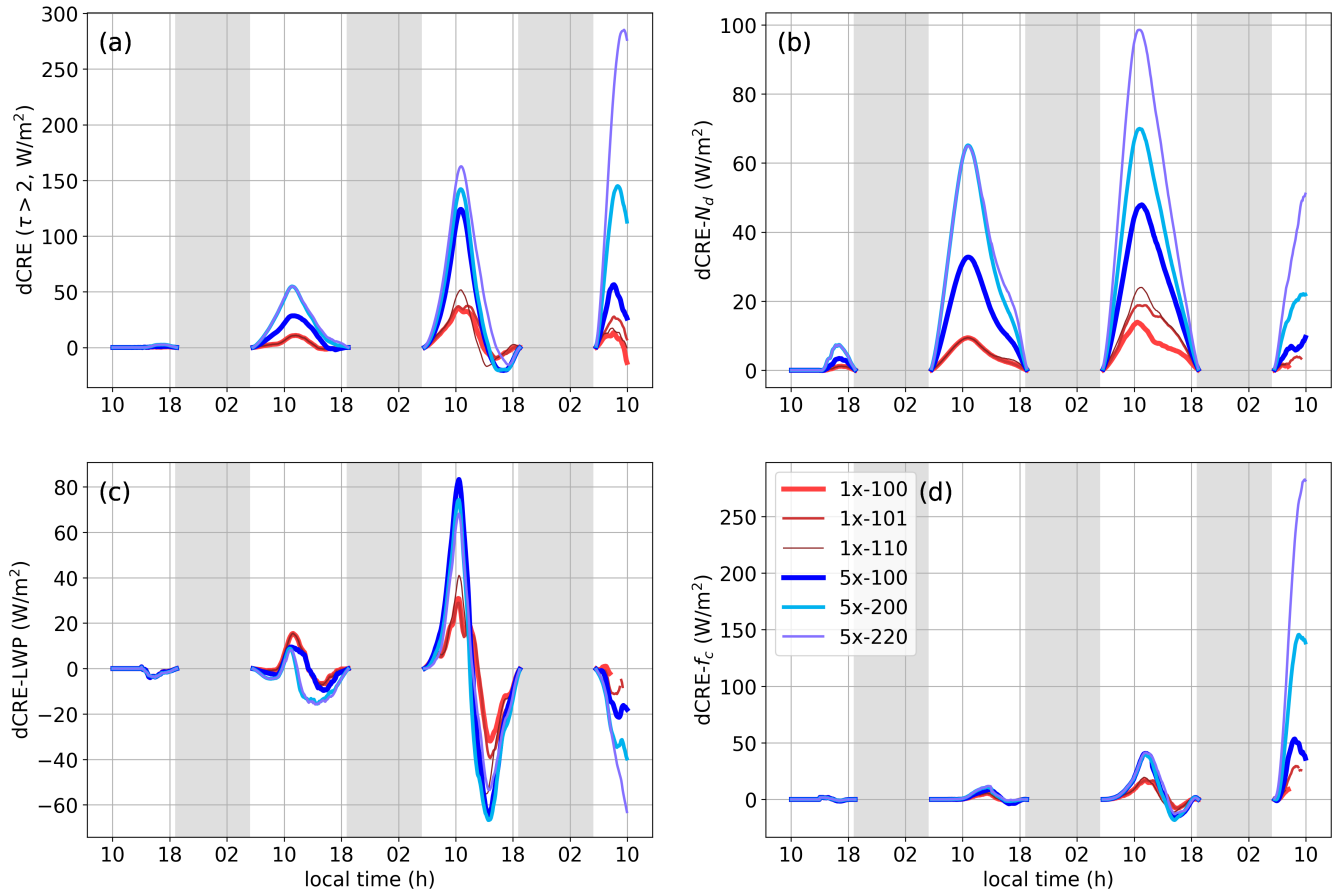 (a)
dCRE (τ > 2, W/m²)
300
250
200
150
100
50
0
10 18 02 10 18 02 10 18 02 10
(b)
dCRE-N_d (W/m²)
100
80
60
40
20
0
10 18 02 10 18 02 10 18 02 10
(c)
dCRE-LWP (W/m²)
80
60
40
20
0
−20
−40
−60
10 18 02 10 18 02 10 18 02 10
local time (h)
(d)
dCRE-f_c (W/m²)
250
200
150
100
50
0
1x-100
1x-101
1x-110
5x-100
5x-200
5x-220
10 18 02 10 18 02 10 18 02 10
local time (h)